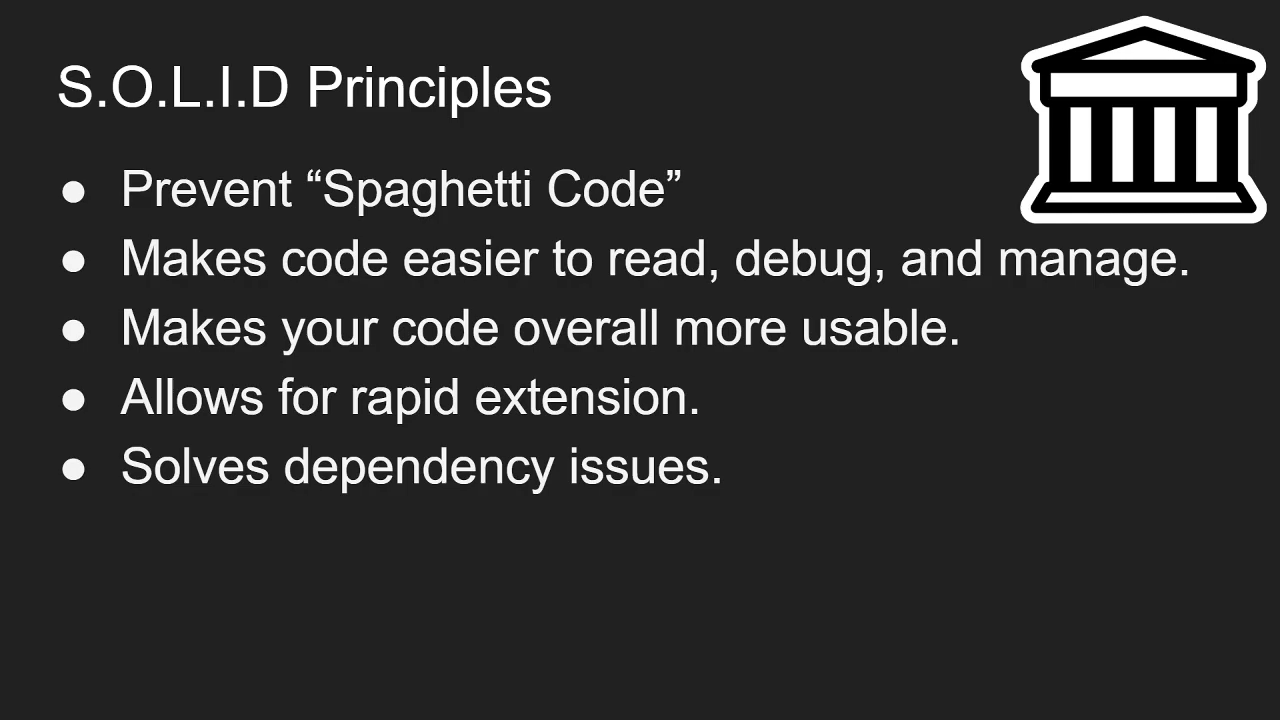 S.O.L.I.D Principles
● Prevent “Spaghetti Code”
● Makes code easier to read, debug, and manage.
● Makes your code overall more usable.
● Allows for rapid extension.
● Solves dependency issues.